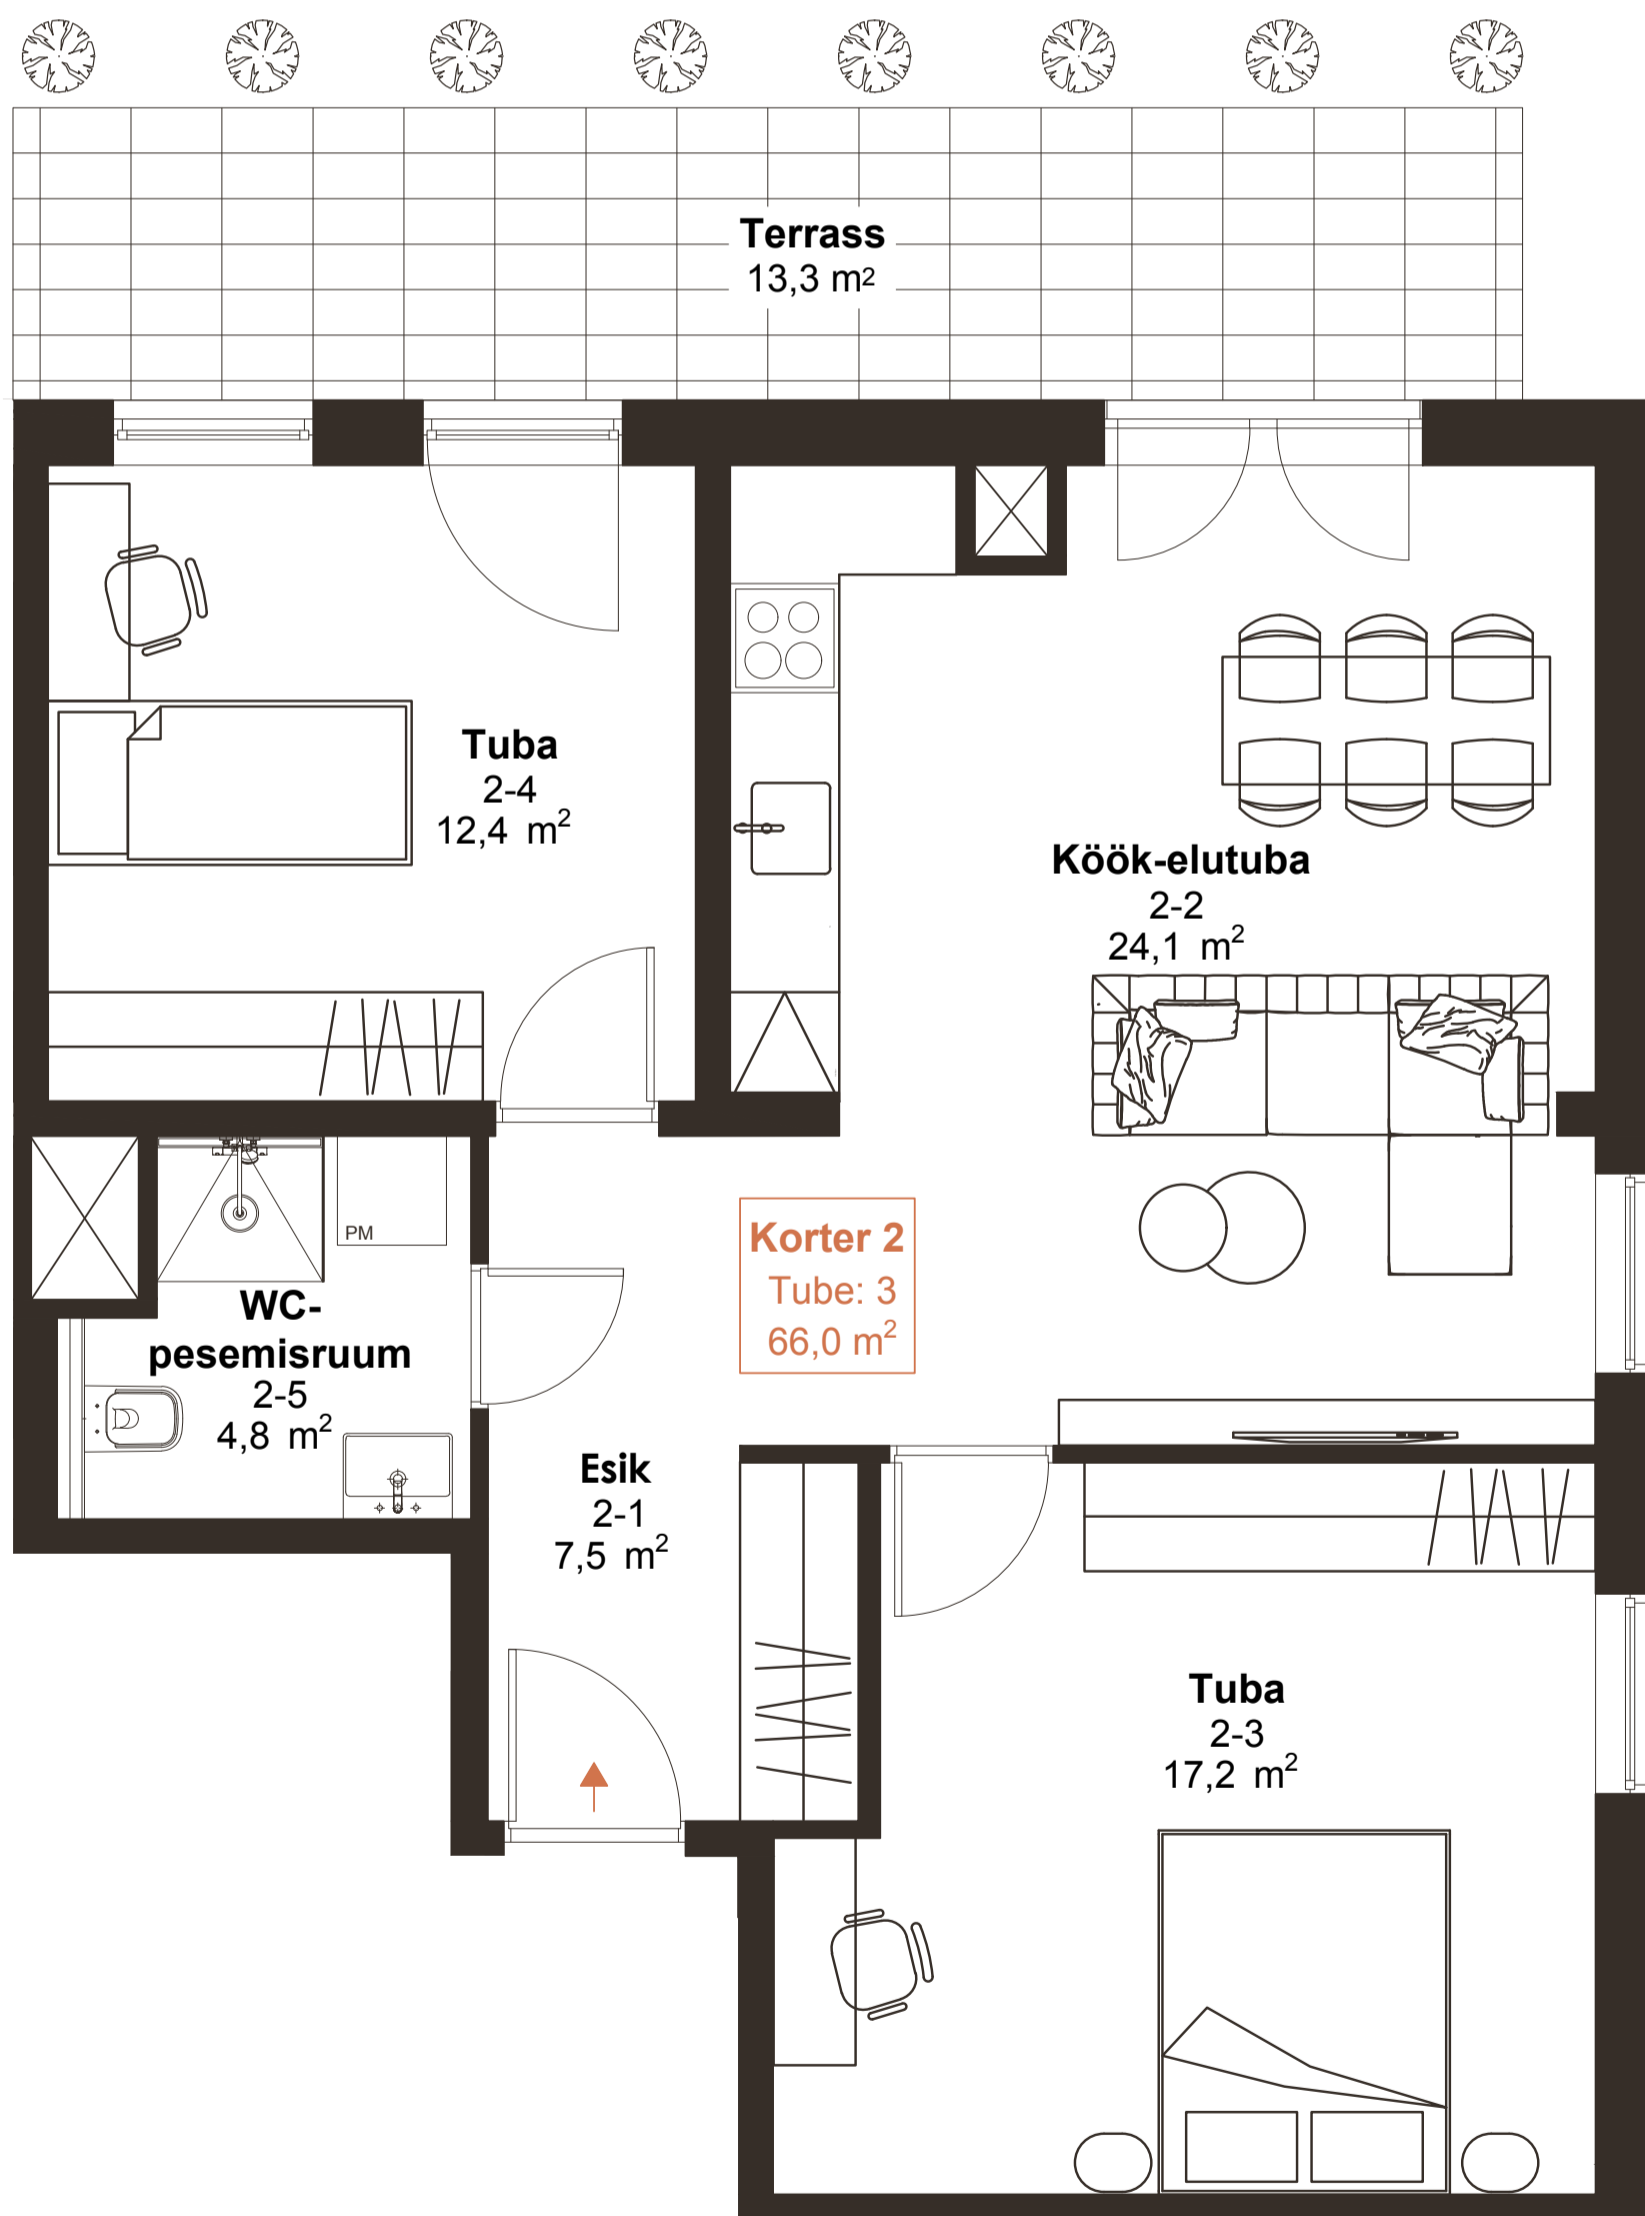 Terrass
13,3 m²
Tuba
2-4
12,4 m²
Köök-elutuba
2-2
24,1 m²
PM
Korter 2
Tube: 3
66,0 m²
WC-
pesemisruum
2-5
4,8 m²
Esik
2-1
7,5 m²
Tuba
2-3
17,2 m²